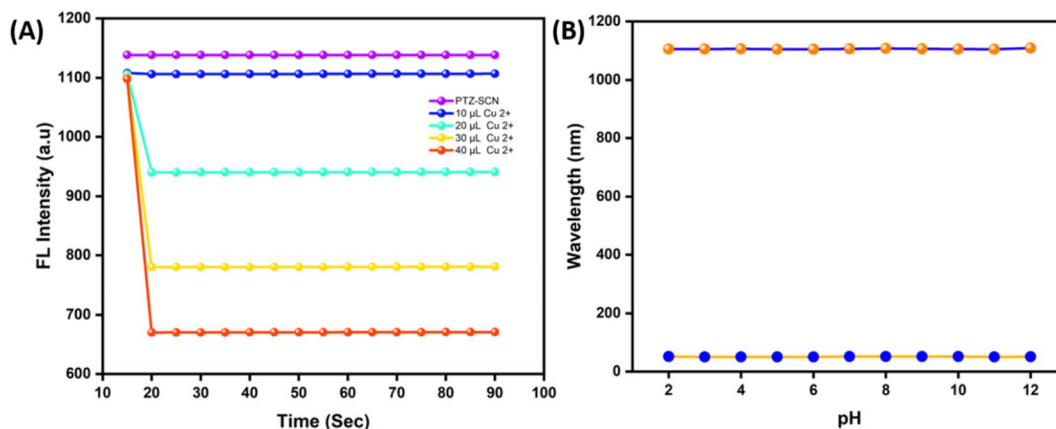 (A)
1200
1100
1000
900
800
700
600
FL Intensity (a.u)
10 20 30 40 50 60 70 80 90 100
Time (Sec)
PTZ-SCN
10 µL Cu 2+
20 µL Cu 2+
30 µL Cu 2+
40 µL Cu 2+
(B)
1200
1000
800
600
400
200
0
Wavelength (nm)
2 4 6 8 10 12
pH